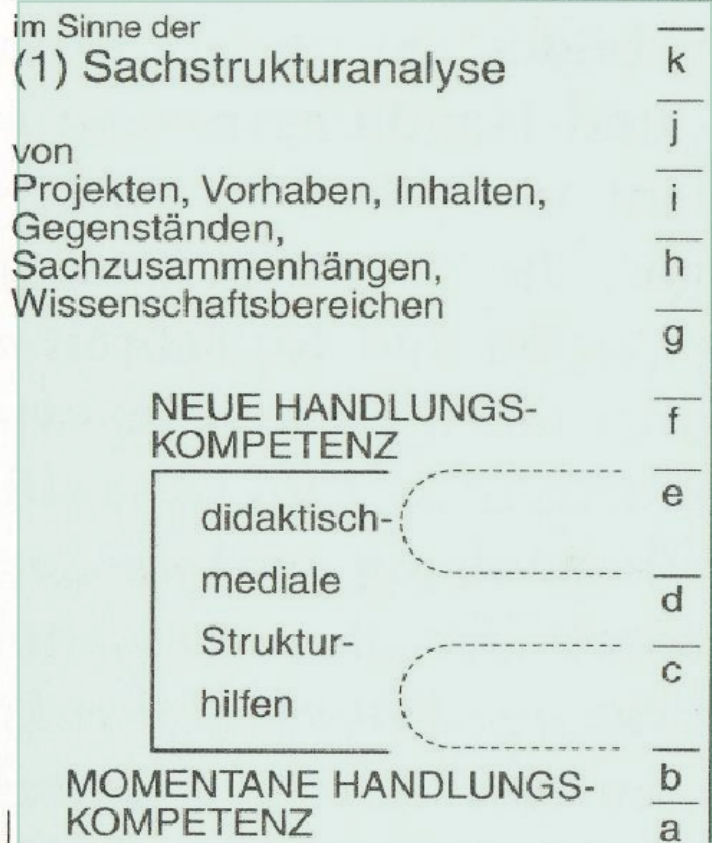 im Sinne der
(1) Sachstrukturanalyse
von
Projekten, Vorhaben, Inhalten,
Gegenständen,
Sachzusammenhängen,
Wissenschaftsbereichen
NEUE HANDLUNGS-
KOMPETENZ
didaktisch-
mediale
Struktur-
hilfen
MOMENTANE HANDLUNGS-
KOMPETENZ
k
j
i
h
g
f
e
d
c
b
a